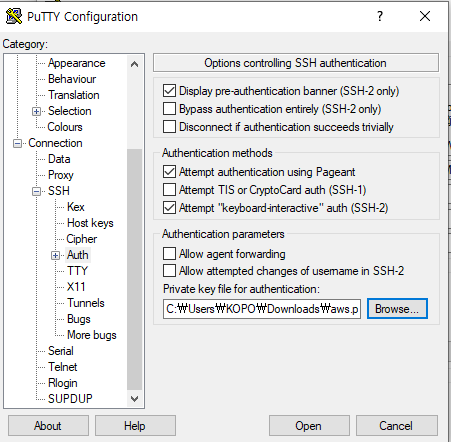 PuTTY Configuration
Category:
Appearance
Behaviour
Translation
Selection
Colours
Connection
Data
Proxy
SSH
Kex
Host keys
Cipher
Auth
TTY
X11
Tunnels
Bugs
More bugs
Serial
Telnet
Rlogin
SUPDUP
Options controlling SSH authentication
Display pre-authentication banner (SSH-2 only)
Bypass authentication entirely (SSH-2 only)
Disconnect if authentication succeeds trivially
Authentication methods
Attempt authentication using Pageant
Attempt TIS or CryptoCard auth (SSH-1)
Attempt "keyboard-interactive" auth (SSH-2)
Authentication parameters
Allow agent forwarding
Allow attempted changes of username in SSH-2
Private key file for authentication:
C:₩Users₩KOPO₩Downloads₩aws.p
Browse...
About
Help
Open
Cancel